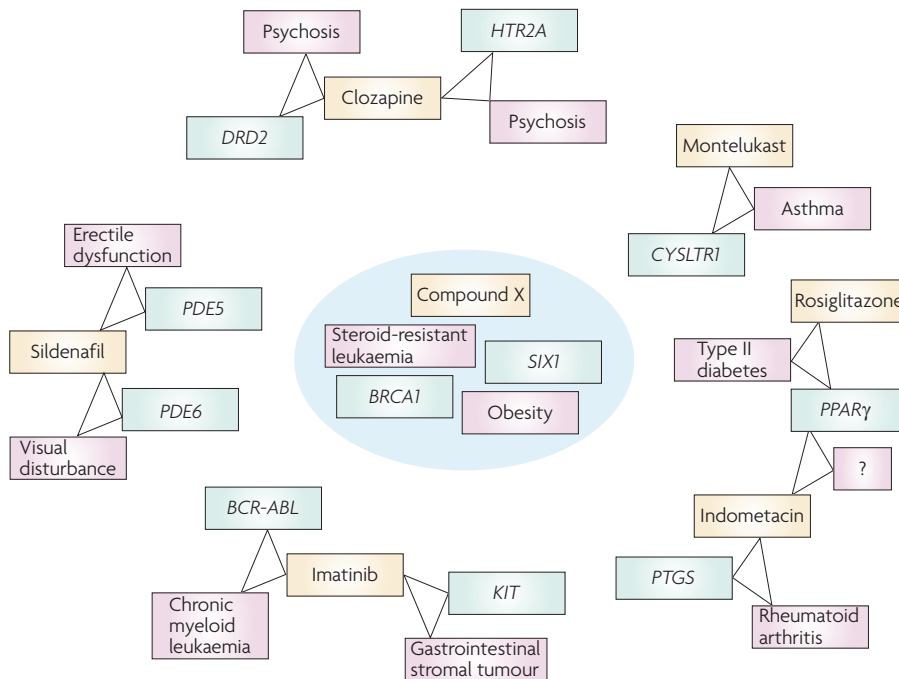 Psychosis
HTR2A
Clozapine
DRD2
Psychosis
Montelukast
Asthma
CYSLTR1
Erectile
dysfunction
PDE5
Sildenafil
PDE6
Visual
disturbance
Compound X
Steroid-resistant
leukaemia
SIX1
BRCA1
Obesity
Rosiglitazone
Type II
diabetes
PPARγ
?
Indometacin
PTGS
Rheumatoid
arthritis
BCR-ABL
Imatinib
KIT
Chronic
myeloid
leukaemia
Gastrointestinal
stromal tumour